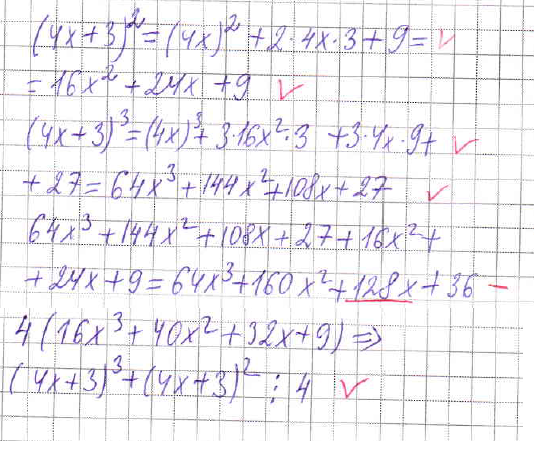 (4x+3)² = (4x)² + 2·4x·3 + 9 =
= 16x² + 24x + 9
(4x+3)³ = (4x)³ + 3·16x²·3 + 3·4x·9 +
+ 27 = 64x³ + 144x² + 108x + 27
64x³ + 144x² + 108x + 27 + 16x² +
+ 24x + 9 = 64x³ + 160x² + 128x + 36
4(16x³ + 40x² + 32x + 9) ⇒
(4x+3)³ + (4x+3)² ⋮ 4